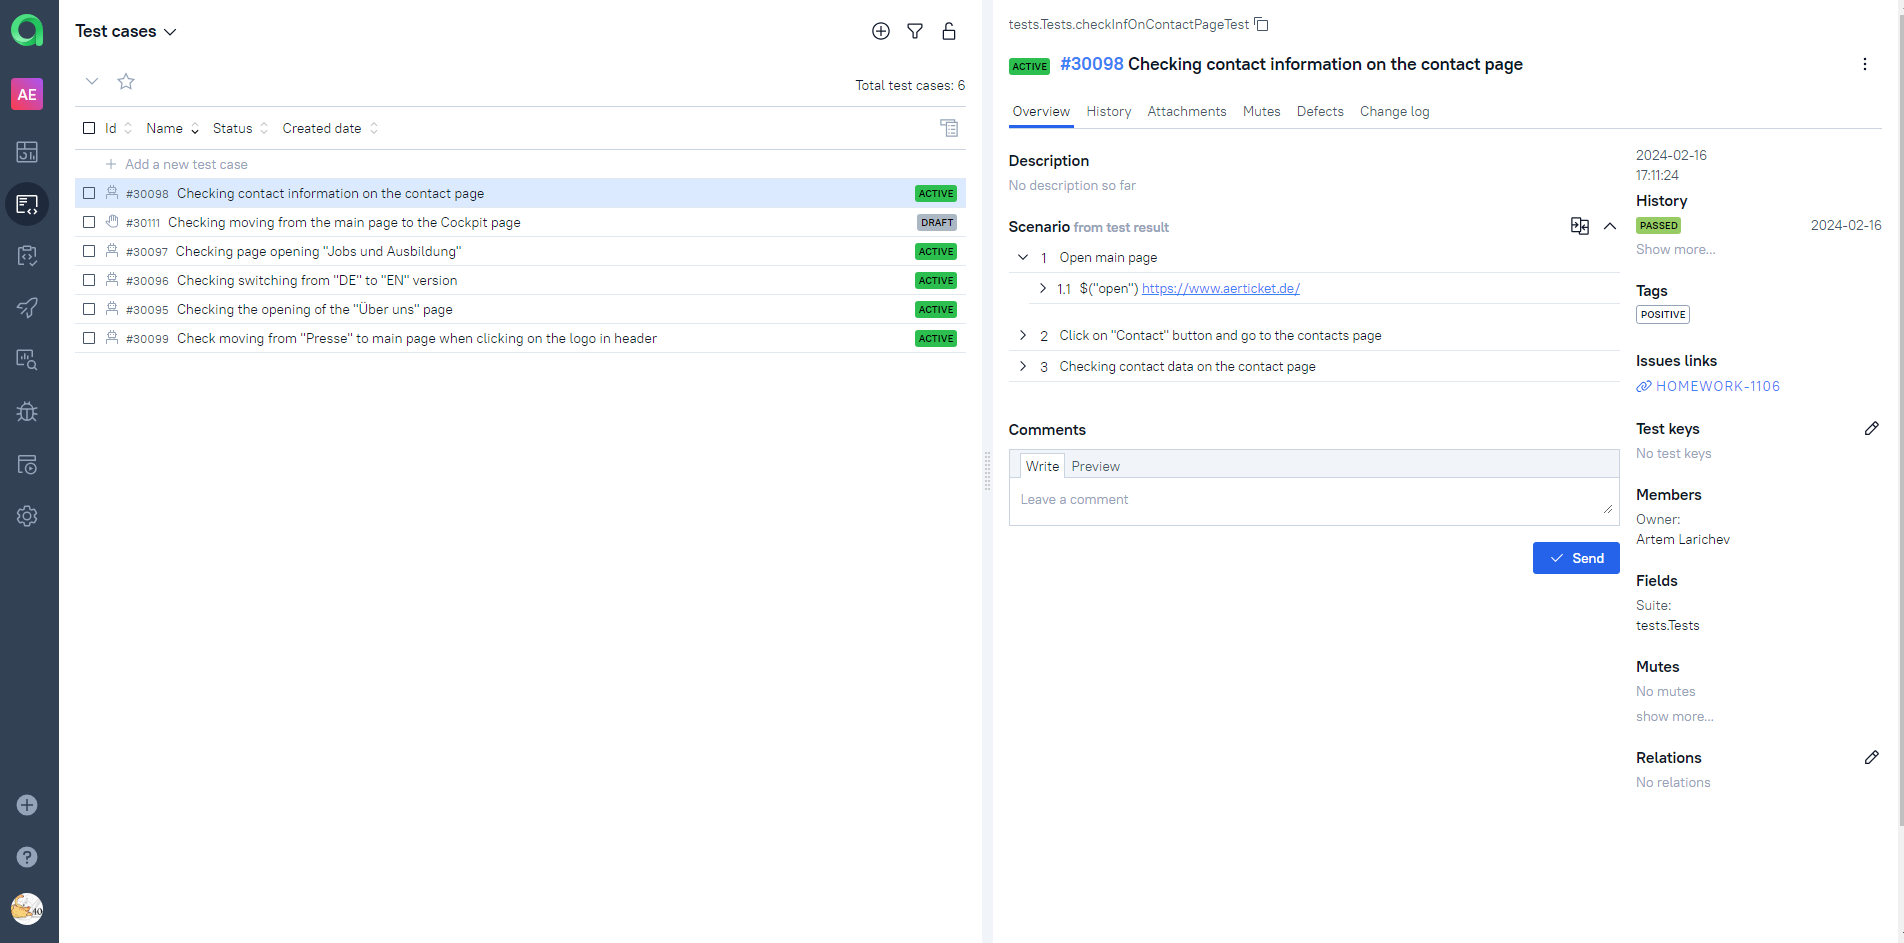 AE
Test cases
Total test cases: 6
Id Name Status Created date
Add a new test case
#30098 Checking contact information on the contact page ACTIVE
#30111 Checking moving from the main page to the Cockpit page DRAFT
#30097 Checking page opening "Jobs und Ausbildung" ACTIVE
#30096 Checking switching from "DE" to "EN" version ACTIVE
#30095 Checking the opening of the "Über uns" page ACTIVE
#30099 Check moving from "Presse" to main page when clicking on the logo in header ACTIVE
tests.Tests.checkInfOnContactPageTest
ACTIVE #30098 Checking contact information on the contact page
Overview History Attachments Mutes Defects Change log
Description
No description so far
Scenario from test result
1 Open main page
1.1 $("open") https://www.aerticket.de/
2 Click on "Contact" button and go to the contacts page
3 Checking contact data on the contact page
Comments
Write Preview
Leave a comment
Send
2024-02-16
17:11:24
History
PASSED 2024-02-16
Show more...
Tags
POSITIVE
Issues links
HOMEWORK-1106
Test keys
No test keys
Members
Owner:
Artem Larichev
Fields
Suite:
tests.Tests
Mutes
No mutes
show more...
Relations
No relations